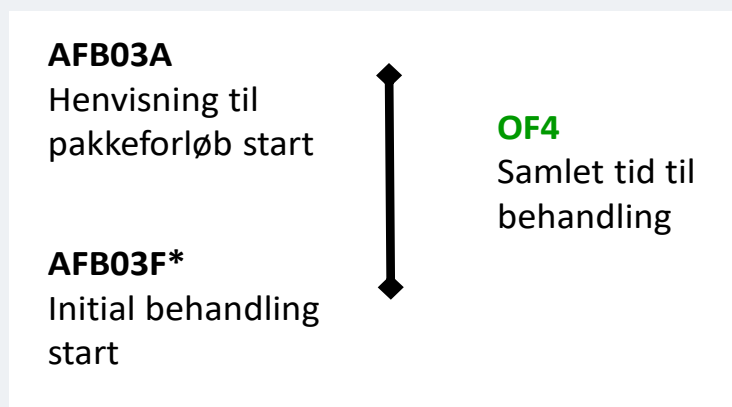 AFB03A
Henvisning til
pakkeforløb start
OF4
Samlet tid til
behandling
AFB03F*
Initial behandling
start